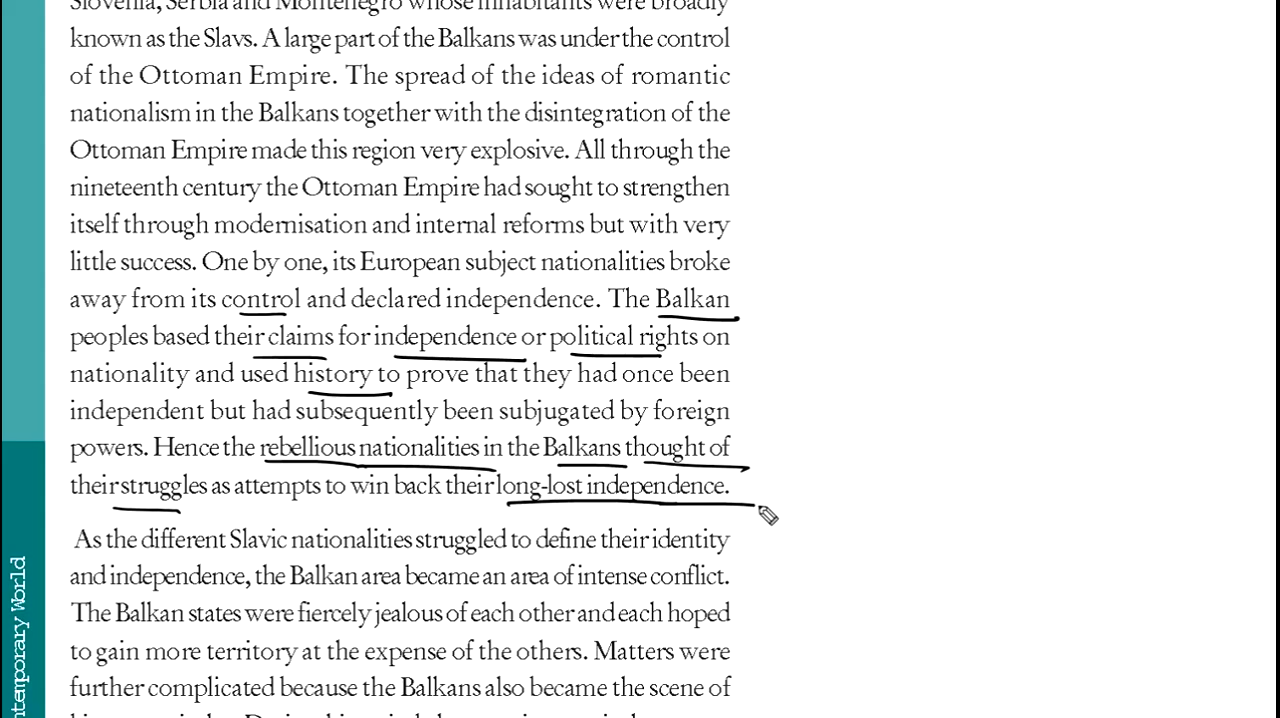 Slovenia, Serbia and Montenegro whose inhabitants were broadly
known as the Slavs. A large part of the Balkans was under the control
of the Ottoman Empire. The spread of the ideas of romantic
nationalism in the Balkans together with the disintegration of the
Ottoman Empire made this region very explosive. All through the
nineteenth century the Ottoman Empire had sought to strengthen
itself through modernisation and internal reforms but with very
little success. One by one, its European subject nationalities broke
away from its control and declared independence. The Balkan
peoples based their claims for independence or political rights on
nationality and used history to prove that they had once been
independent but had subsequently been subjugated by foreign
powers. Hence the rebellious nationalities in the Balkans thought of
their struggles as attempts to win back their long-lost independence.
As the different Slavic nationalities struggled to define their identity
and independence, the Balkan area became an area of intense conflict.
The Balkan states were fiercely jealous of each other and each hoped
to gain more territory at the expense of the others. Matters were
further complicated because the Balkans also became the scene of
World